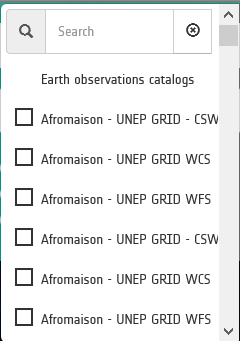 Search
Earth observations catalogs
Afromaison - UNEP GRID - CSW
Afromaison - UNEP GRID WCS
Afromaison - UNEP GRID WFS
Afromaison - UNEP GRID - CSW
Afromaison - UNEP GRID WCS
Afromaison - UNEP GRID WFS